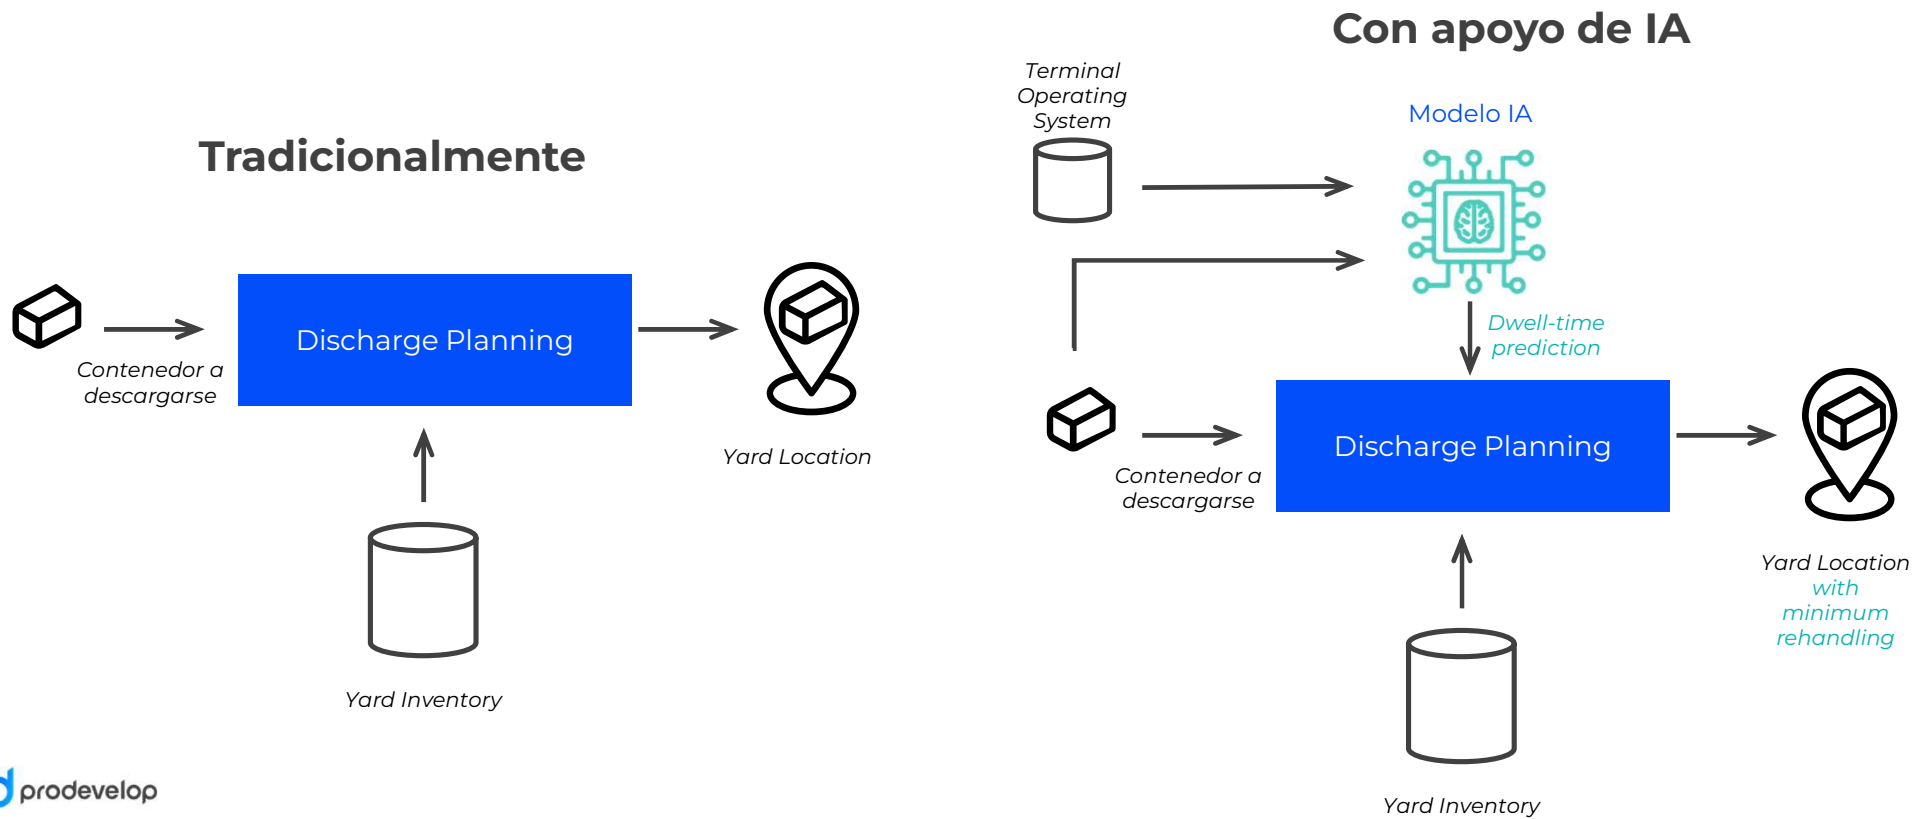 Tradicionalmente
Contenedor a
descargarse
Discharge Planning
Yard Location
Yard Inventory
Con apoyo de IA
Terminal
Operating
System
Modelo IA
Dwell-time
prediction
Contenedor a
descargarse
Discharge Planning
Yard Location
with
minimum
rehandling
Yard Inventory
prodevelop